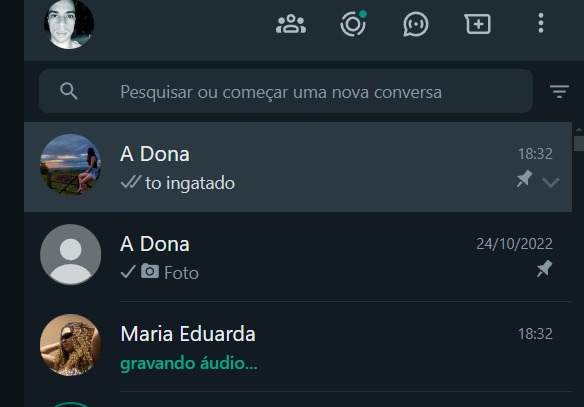 Pesquisar ou começar uma nova conversa
A Dona 18:32
to ingatado
A Dona 24/10/2022
Foto
Maria Eduarda 18:32
gravando áudio...